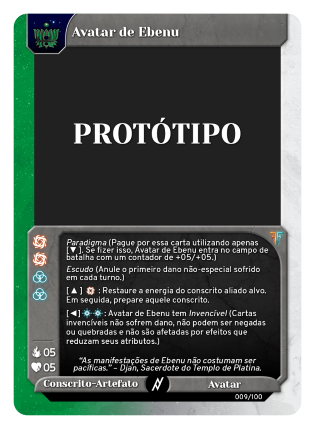 Avatar de Ebenu
PROTÓTIPO
Paradigma (Pague por essa carta utilizando apenas
[▼]. Se fizer isso, Avatar de Ebenu entra no campo de
batalha com um contador de +05/+05.)
Escudo (Anule o primeiro dano não-especial sofrido
em cada turno.)
[▲] : Restaure a energia do conscrito aliado alvo.
Em seguida, prepare aquele conscrito.
[◄] : Avatar de Ebenu tem Invencível (Cartas
invencíveis não sofrem dano, não podem ser negadas
ou quebradas e não são afetadas por efeitos que
reduzam seus atributos.)
05
05
"As manifestações de Ebenu não costumam ser
pacíficas." – Djan, Sacerdote do Templo de Platina.
Conscrito-Artefato
Avatar
009/100